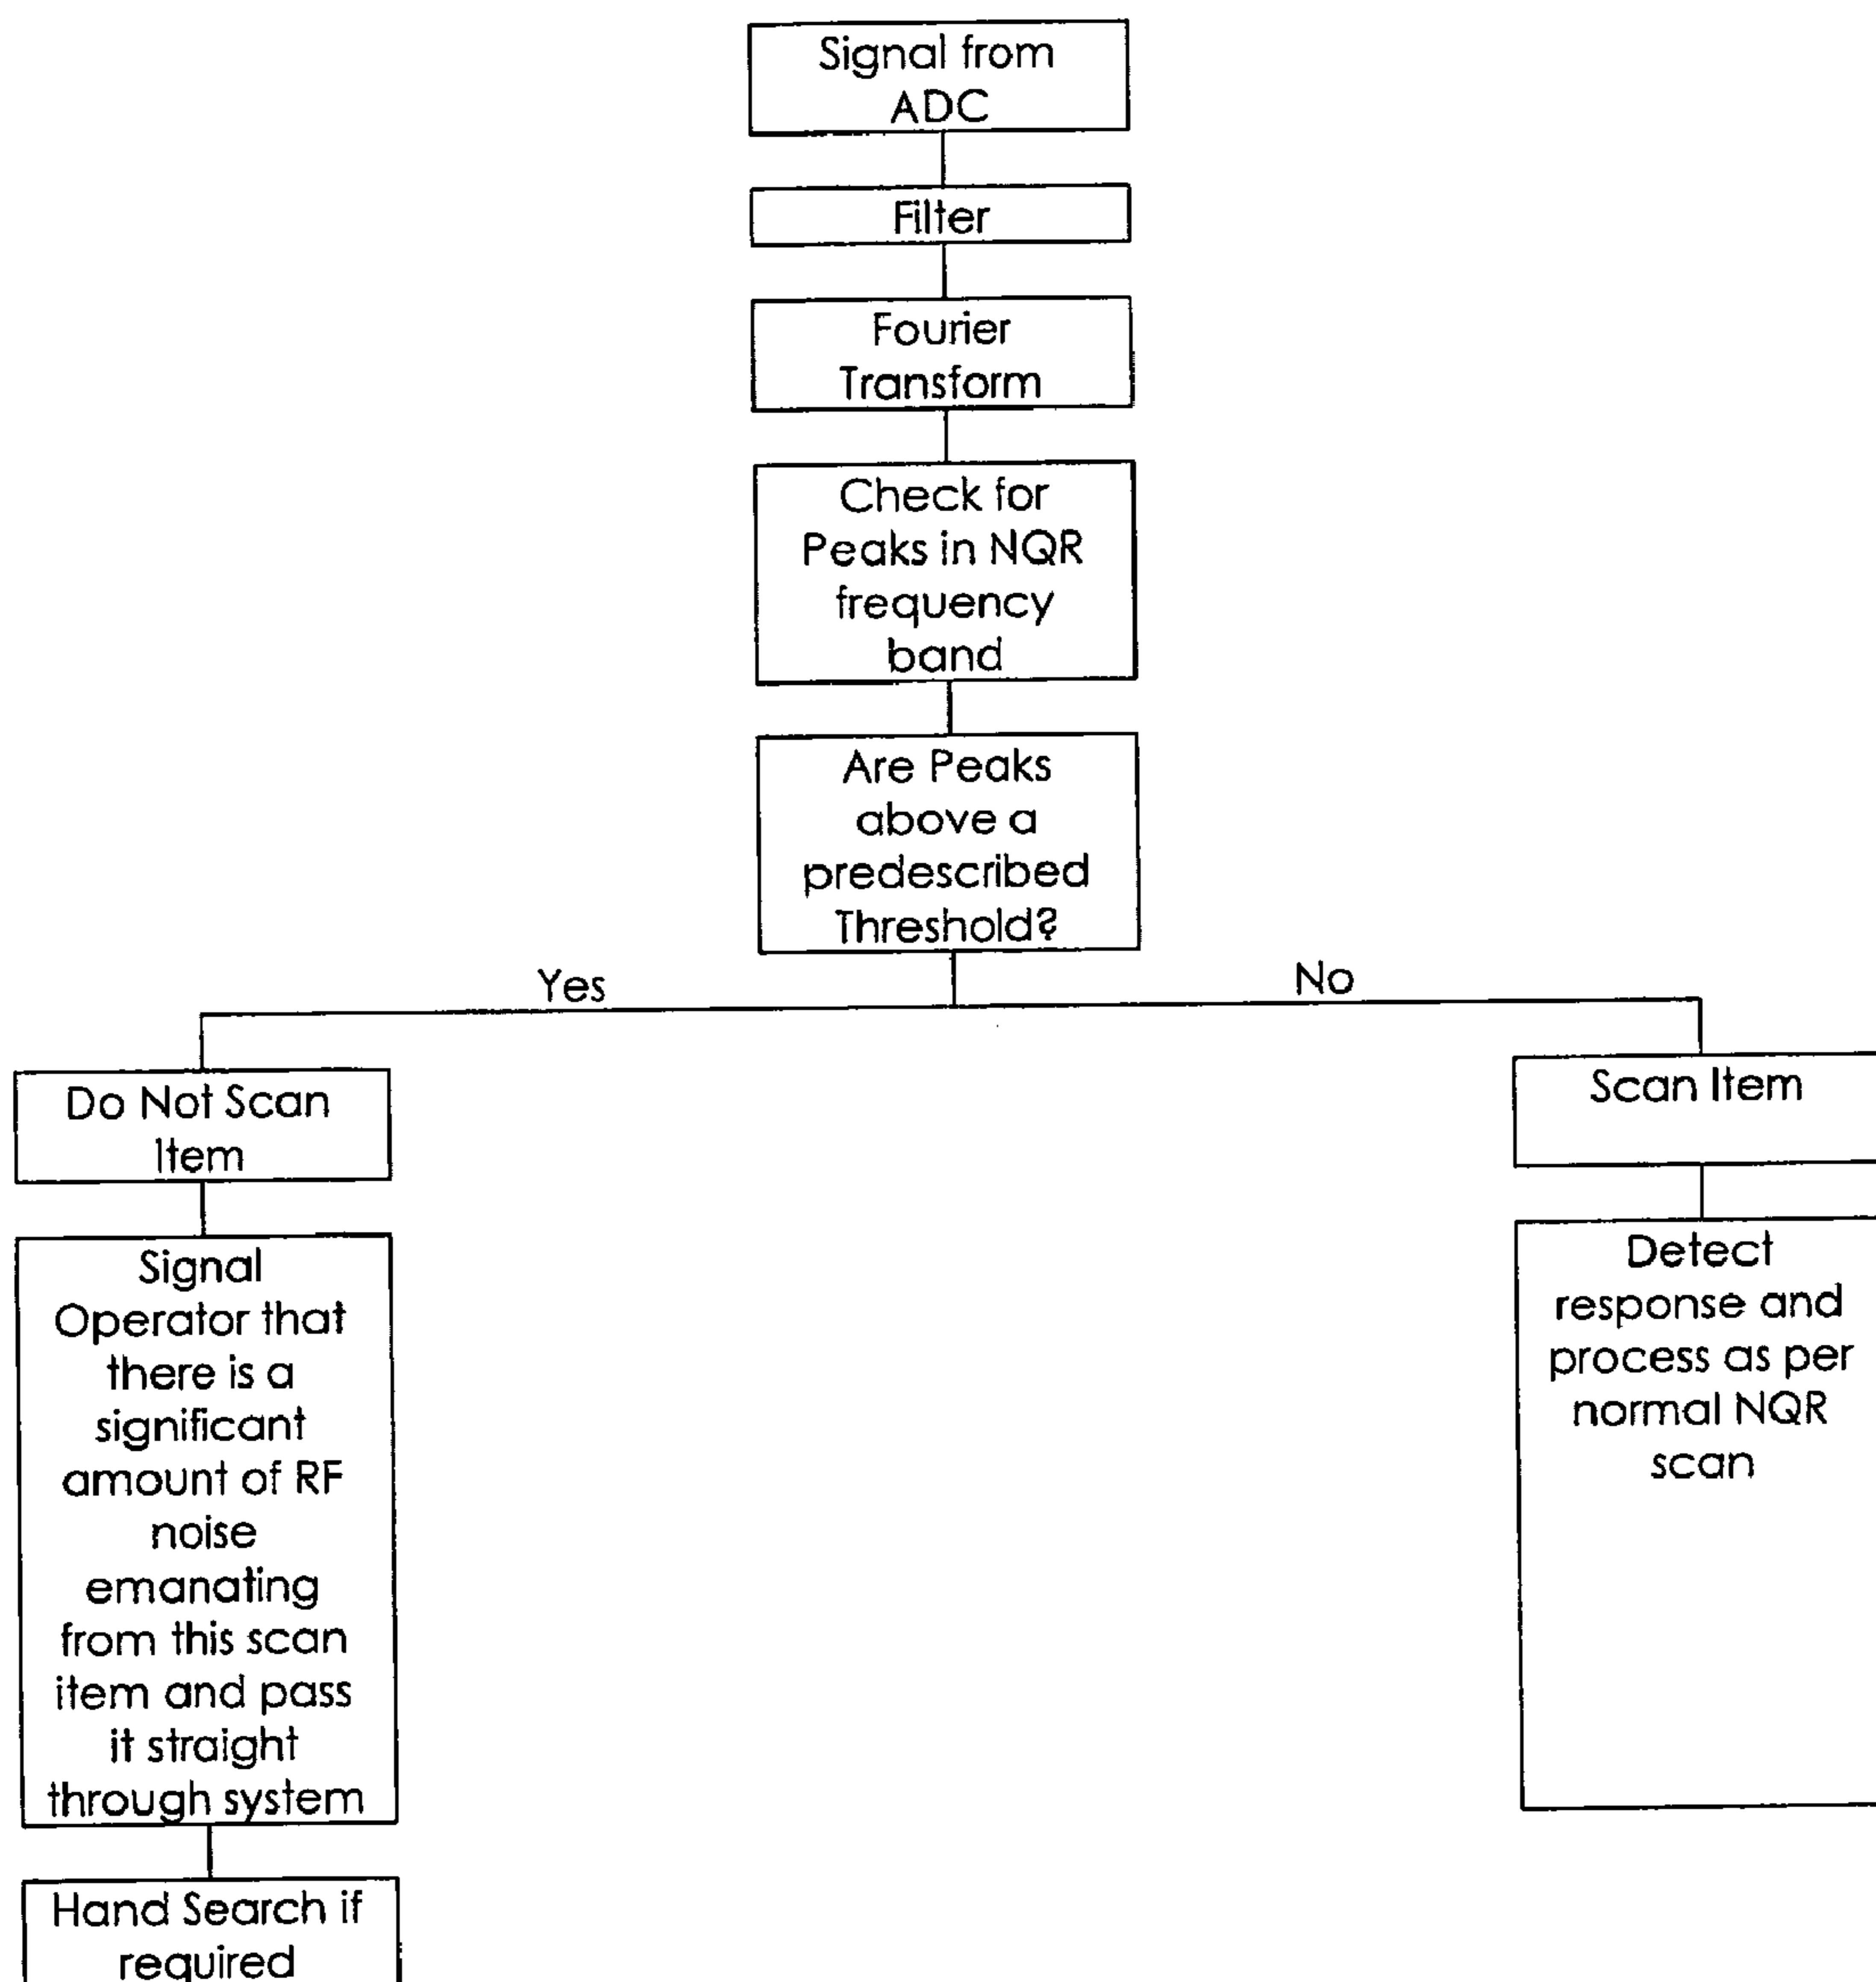 Signal from
ADC
Filter
Fourier
Transform
Check for
Peaks in NQR
frequency
band
Are Peaks
above a
predescribed
Threshold?
Yes
No
Do Not Scan
Item
Signal
Operator that
there is a
significant
amount of RF
noise
emanating
from this scan
item and pass
it straight
through system
Hand Search if
required
Scan Item
Detect
response and
process as per
normal NQR
scan